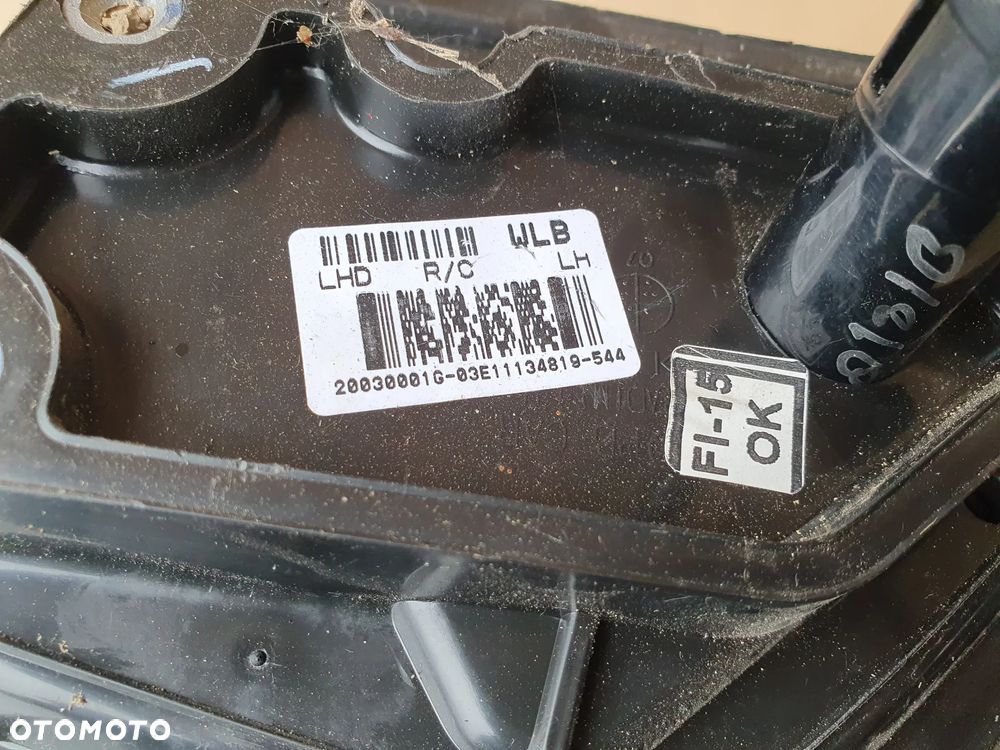 WLB
LHD R/C LH
20030001G-03E11134819-544
FI-15
OK
OTOMOTO